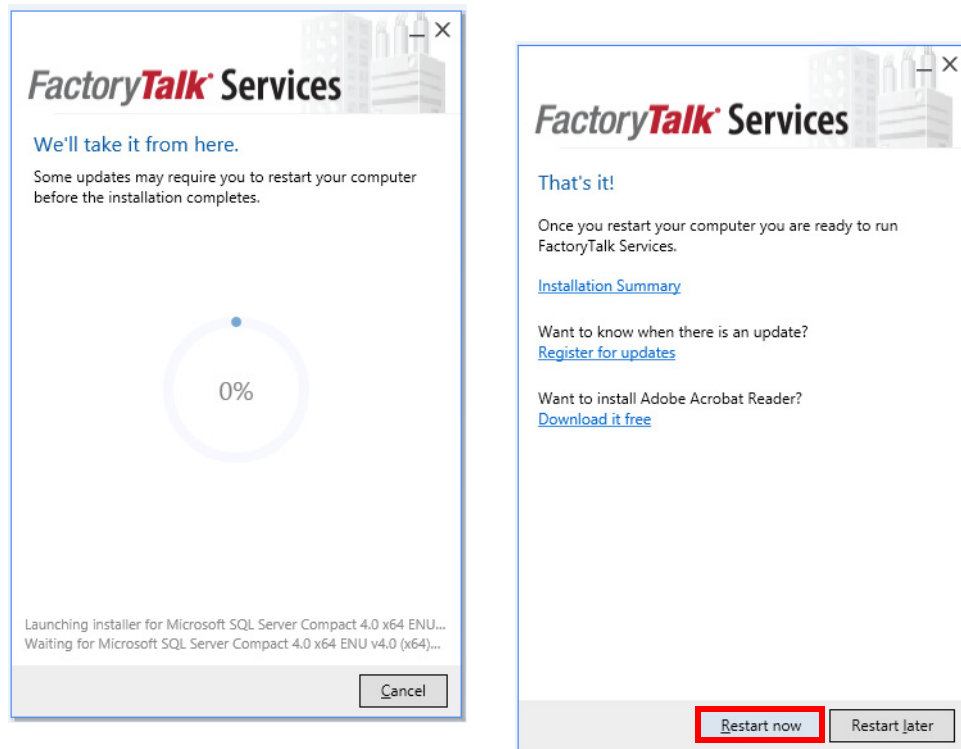 FactoryTalk Services
We'll take it from here.
Some updates may require you to restart your computer
before the installation completes.
0%
Launching installer for Microsoft SQL Server Compact 4.0 x64 ENU...
Waiting for Microsoft SQL Server Compact 4.0 x64 ENU v4.0 (x64)...
Cancel
FactoryTalk Services
That's it!
Once you restart your computer you are ready to run
FactoryTalk Services.
Installation Summary
Want to know when there is an update?
Register for updates
Want to install Adobe Acrobat Reader?
Download it free
Restart now
Restart later